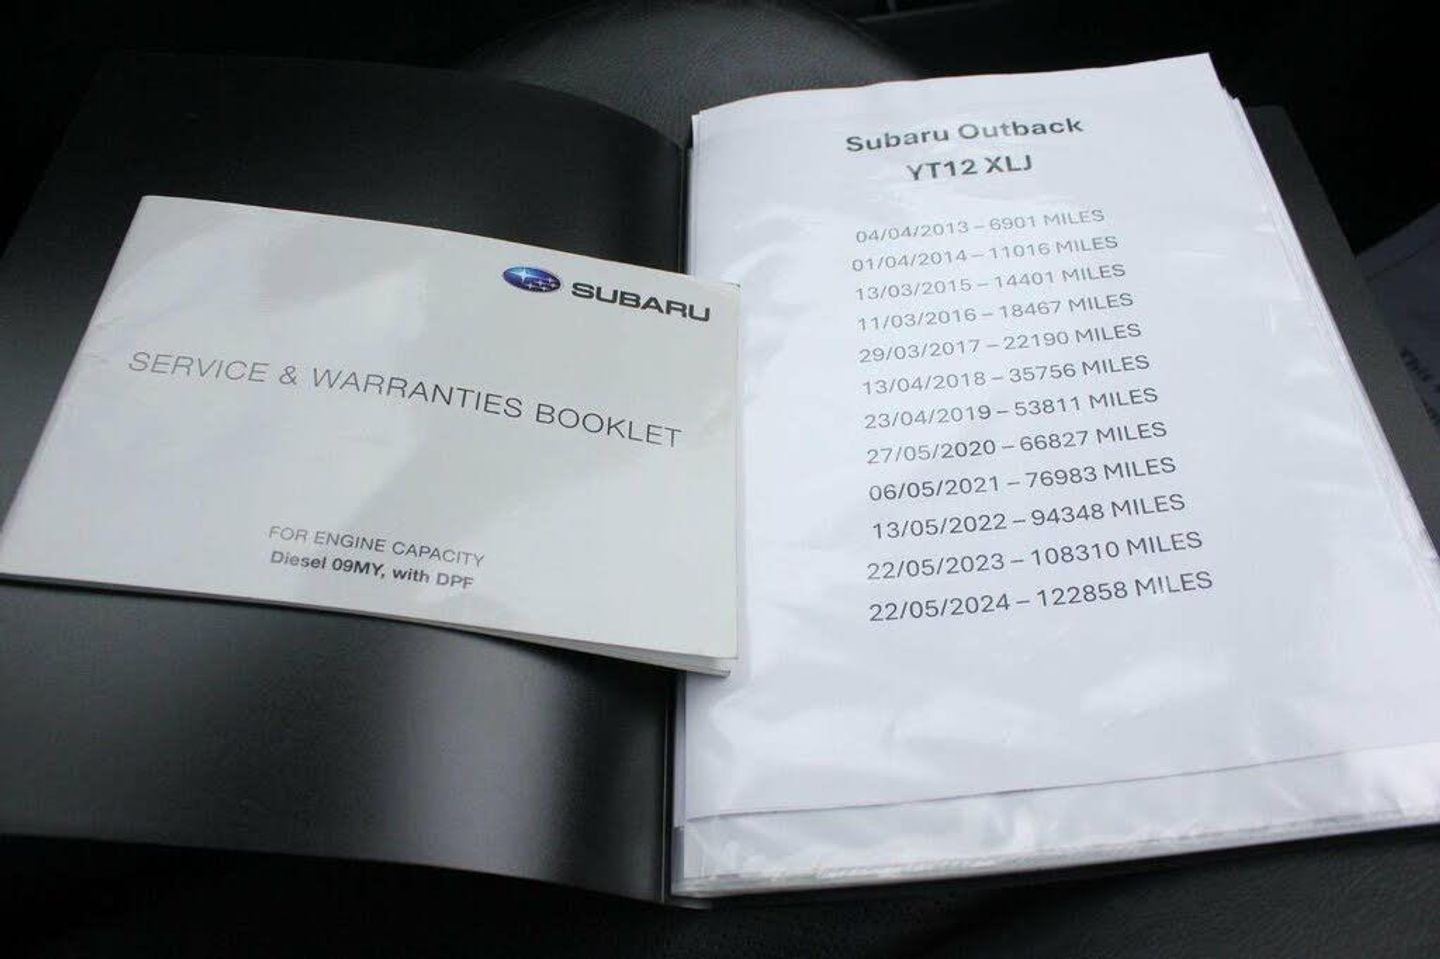 SUBARU
SERVICE & WARRANTIES BOOKLET
FOR ENGINE CAPACITY
Diesel 09MY, with DPF
Subaru Outback
YT12 XLJ
04/04/2013 – 6901 MILES
01/04/2014 – 11016 MILES
13/03/2015 – 14401 MILES
11/03/2016 – 18467 MILES
29/03/2017 – 22190 MILES
13/04/2018 – 35756 MILES
23/04/2019 – 53811 MILES
27/05/2020 – 66827 MILES
06/05/2021 – 76983 MILES
13/05/2022 – 94348 MILES
22/05/2023 – 108310 MILES
22/05/2024 – 122858 MILES